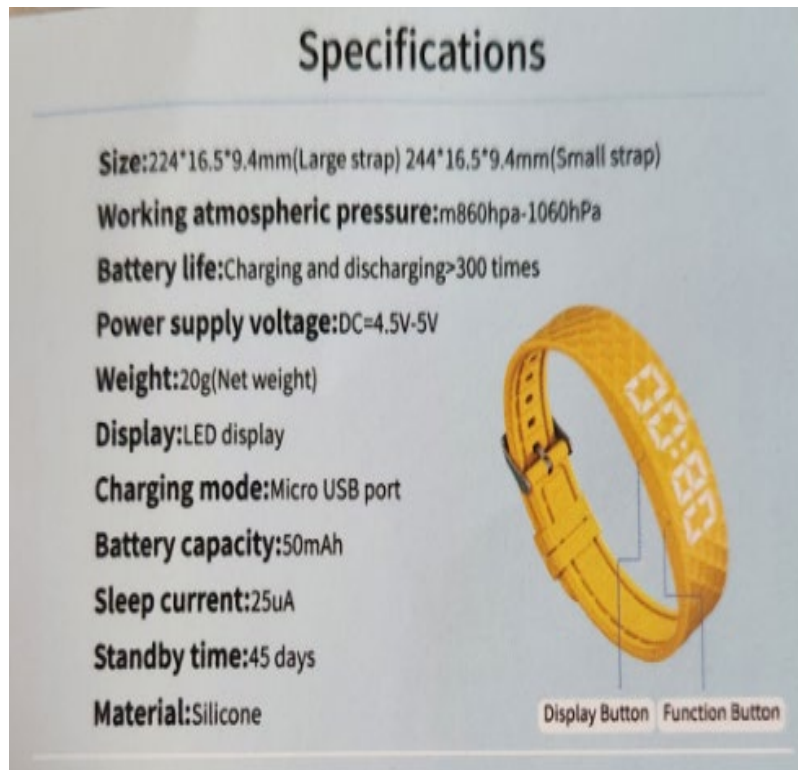 Specifications
Size:224*16.5*9.4mm(Large strap) 244*16.5*9.4mm(Small strap)
Working atmospheric pressure:m860hpa-1060hPa
Battery life:Charging and discharging>300 times
Power supply voltage:DC=4.5V-5V
Weight:20g(Net weight)
Display:LED display
Charging mode:Micro USB port
Battery capacity:50mAh
Sleep current:25uA
Standby time:45 days
Material:Silicone
00:80
Display Button Function Button